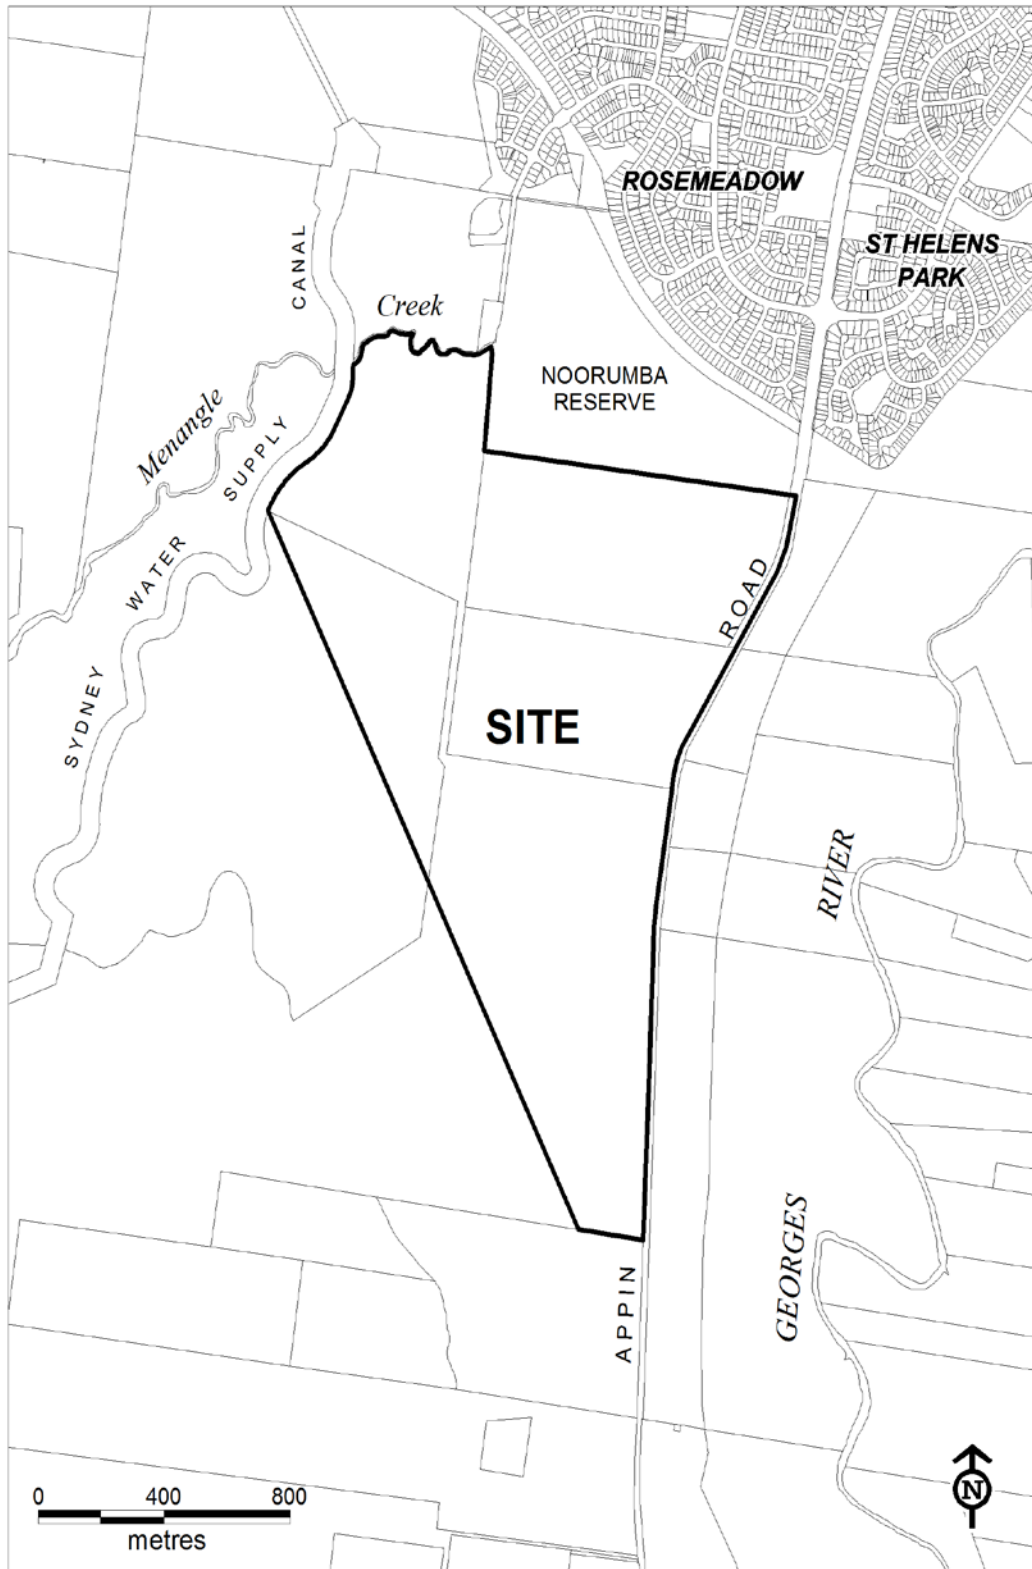 ROSEMEADOW
ST HELENS
PARK
CANAL
Creek
NOORUMBA
RESERVE
Menangle
SUPPLY
WATER
ROAD
SYDNEY
SITE
RIVER
GEORGES
APPIN
0 400 800
metres
N